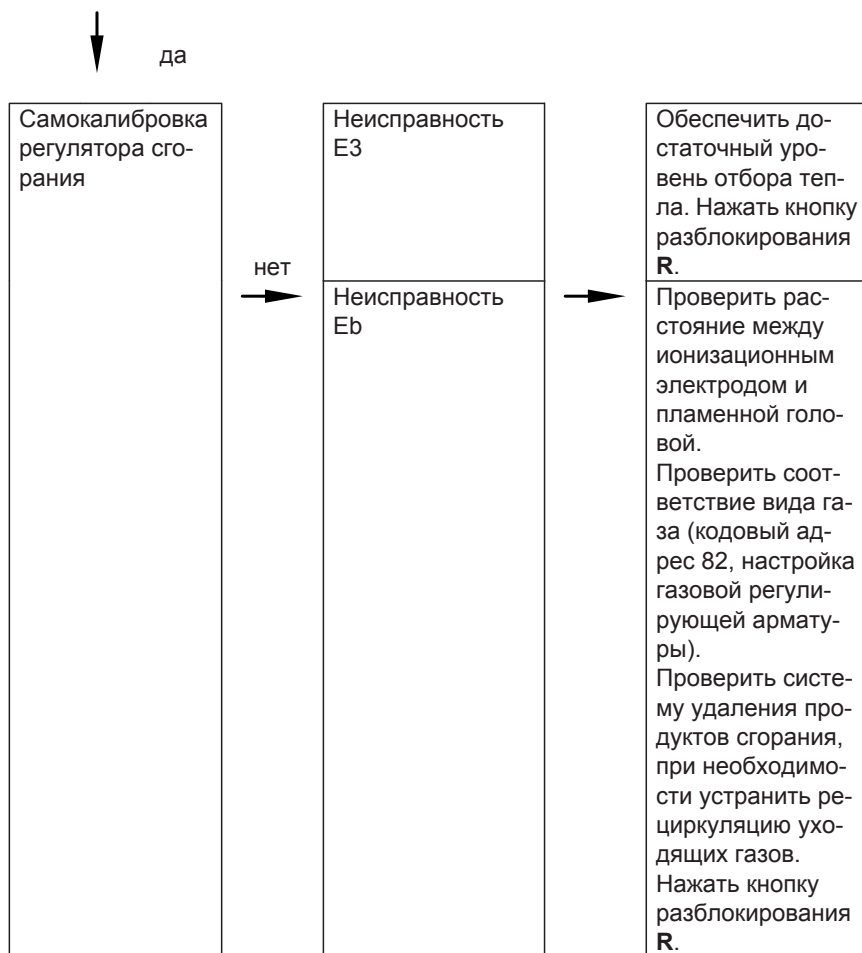 да
Самокалибровка
регулятора сго-
рания
нет
Неисправность
E3
Обеспечить до-
статочный уро-
вень отбора теп-
ла. Нажать кнопку
разблокирования
R.
Неисправность
Eb
Проверить рас-
стояние между
ионизационным
электродом и
пламенной голо-
вой.
Проверить соот-
ветствие вида га-
за (кодовый ад-
рес 82, настройка
газовой регули-
рующей армату-
ры).
Проверить систе-
му удаления про-
дуктов сгорания,
при необходимо-
сти устранить ре-
циркуляцию ухо-
дящих газов.
Нажать кнопку
разблокирования
R.